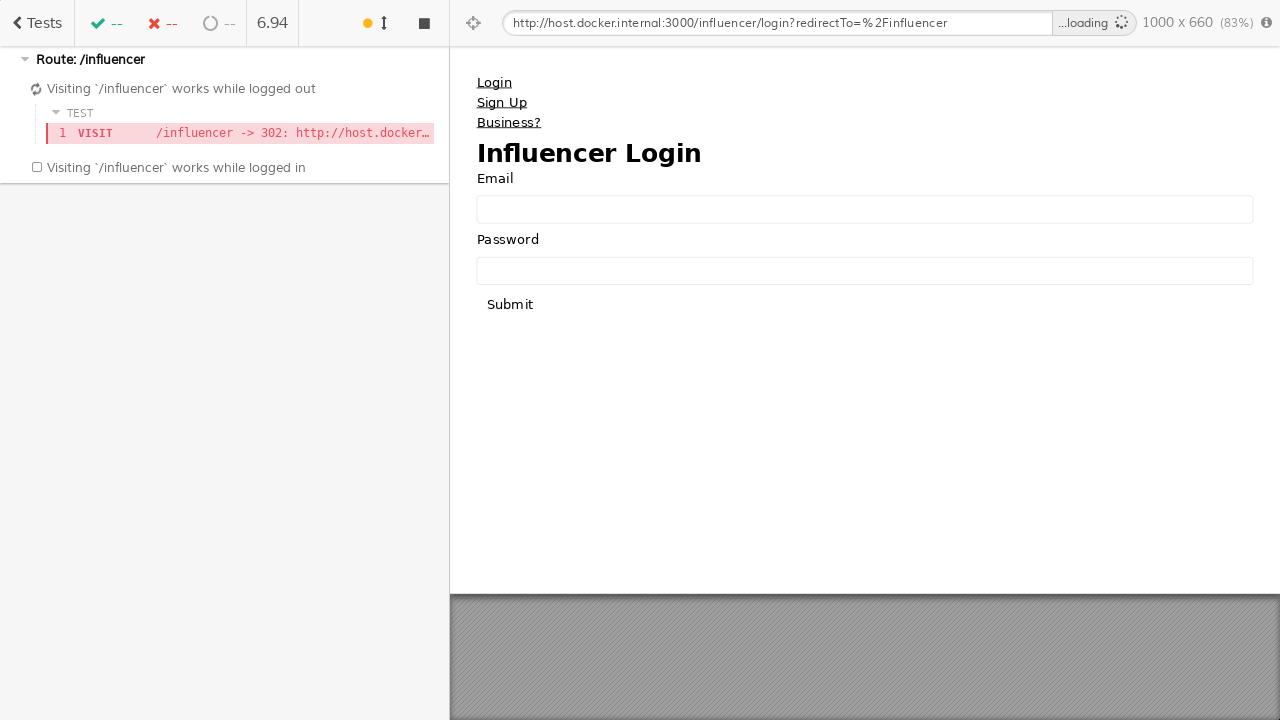 Tests -- -- -- 6.94
http://host.docker.internal:3000/influencer/login?redirectTo=%2Finfluencer ...loading 1000 x 660 (83%)
Route: /influencer
Visiting `/influencer` works while logged out
TEST
1 VISIT /influencer -> 302: http://host.docker…
Visiting `/influencer` works while logged in
Login
Sign Up
Business?
Influencer Login
Email
Password
Submit